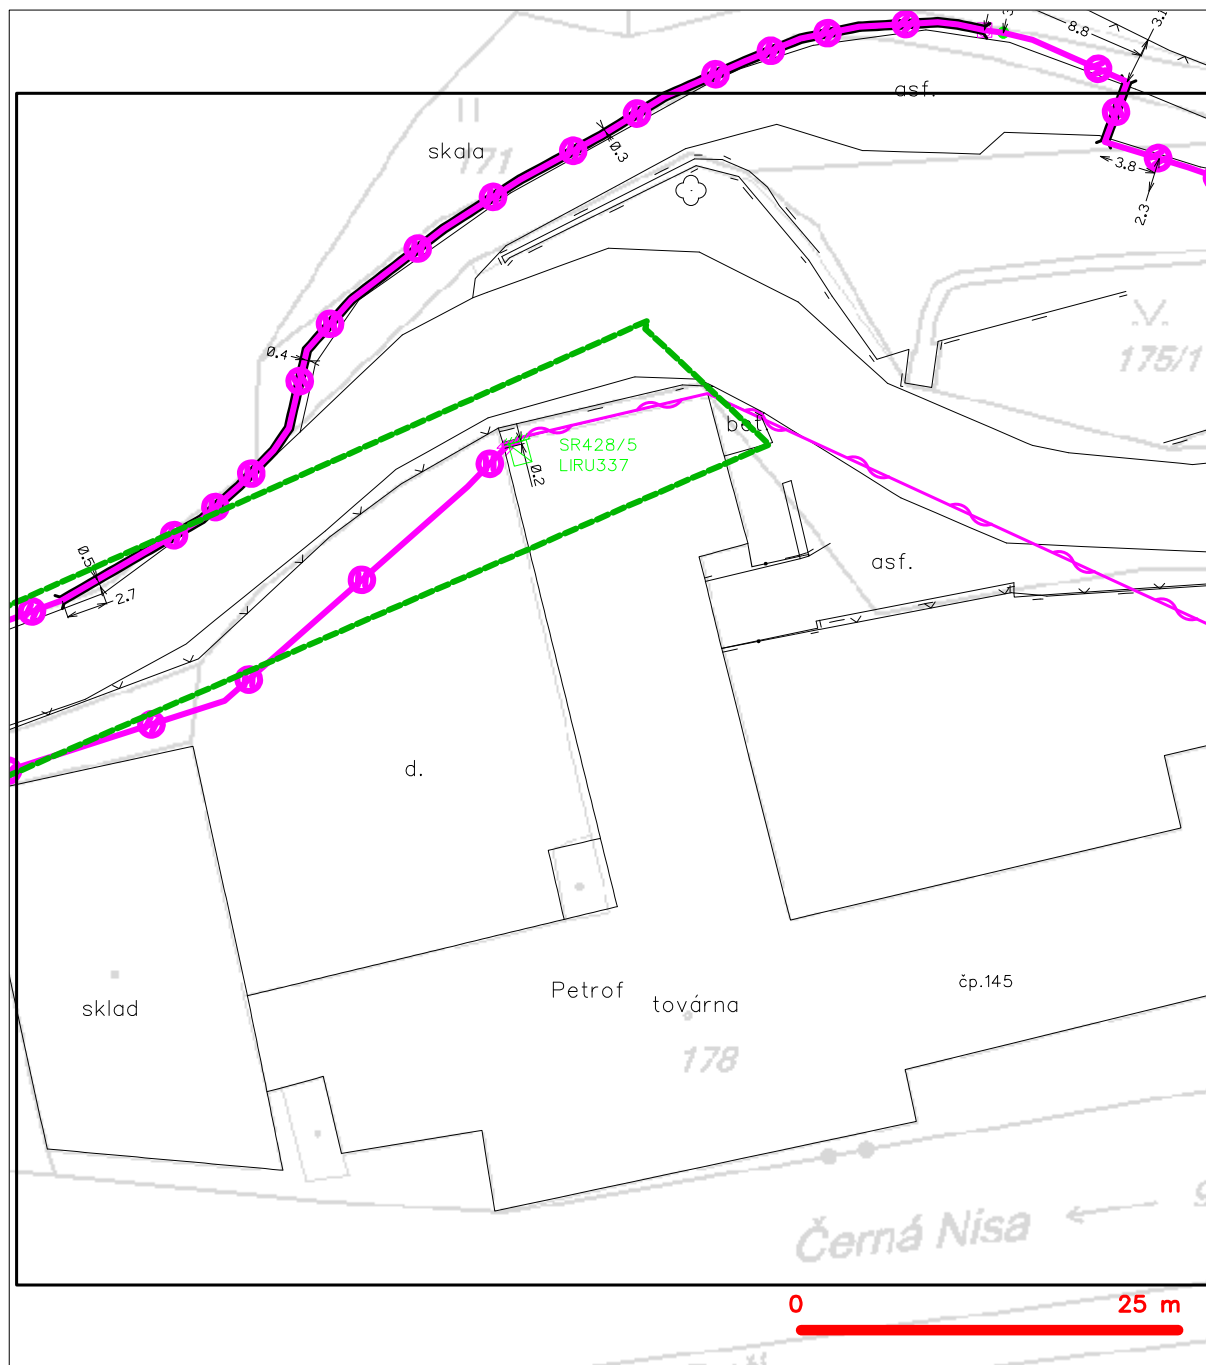 8.8
3.1
asf.
skala
171
0.3
3.8
2.3
0.4
175/1
bet.
SR428/5
LIRU337
0.2
0.5
2.7
asf.
d.
sklad
Petrof
továrna
čp.145
178
Černá Nisa
0
25 m